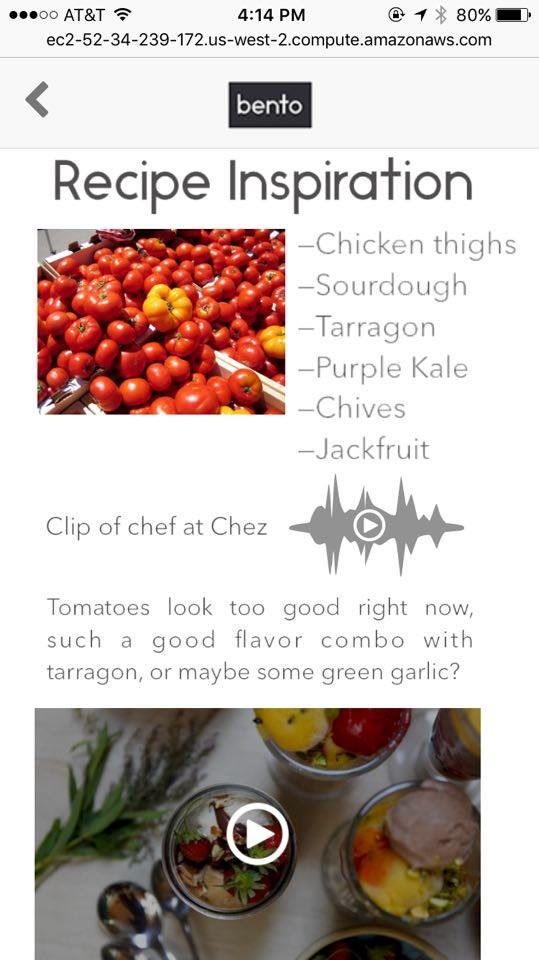 AT&T 4:14 PM 80%
ec2-52-34-239-172.us-west-2.compute.amazonaws.com
bento
Recipe Inspiration
–Chicken thighs
–Sourdough
–Tarragon
–Purple Kale
–Chives
–Jackfruit
Clip of chef at Chez
Tomatoes look too good right now,
such a good flavor combo with
tarragon, or maybe some green garlic?